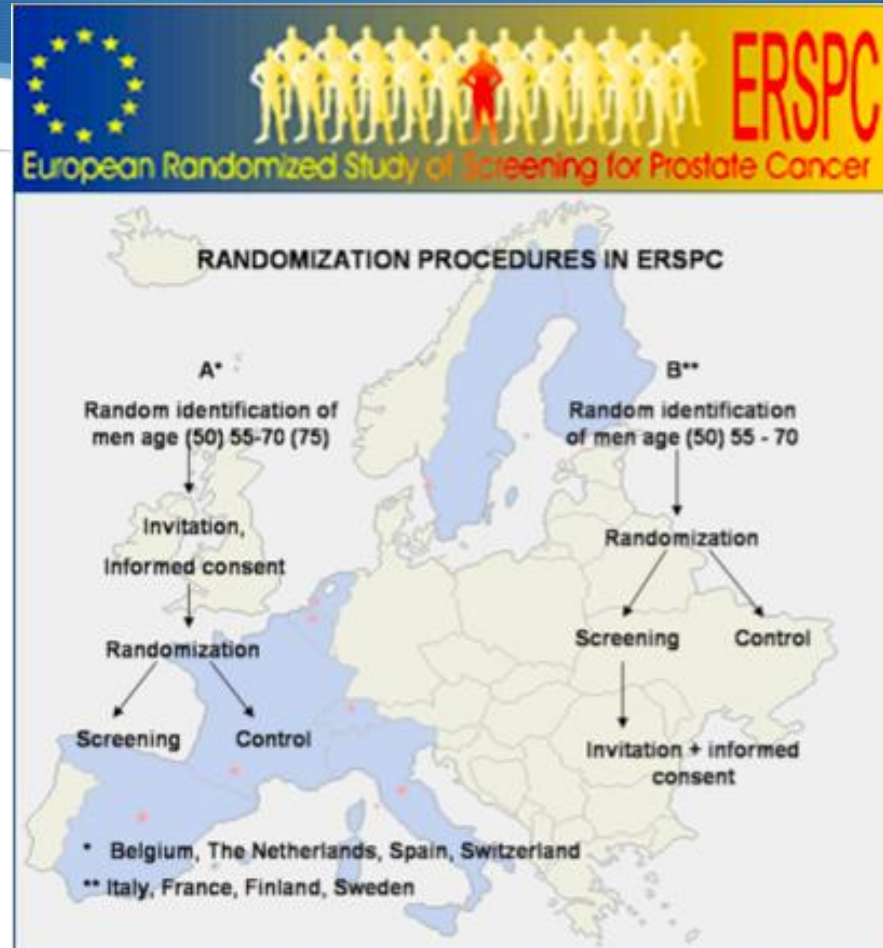 ERSPC
European Randomized Study of Screening for Prostate Cancer
RANDOMIZATION PROCEDURES IN ERSPC
A*
Random identification of
men age (50) 55-70 (75)
Invitation,
Informed consent
Randomization
Screening
Control
B**
Random identification
of men age (50) 55 - 70
Randomization
Screening
Control
Invitation + informed
consent
* Belgium, The Netherlands, Spain, Switzerland
** Italy, France, Finland, Sweden